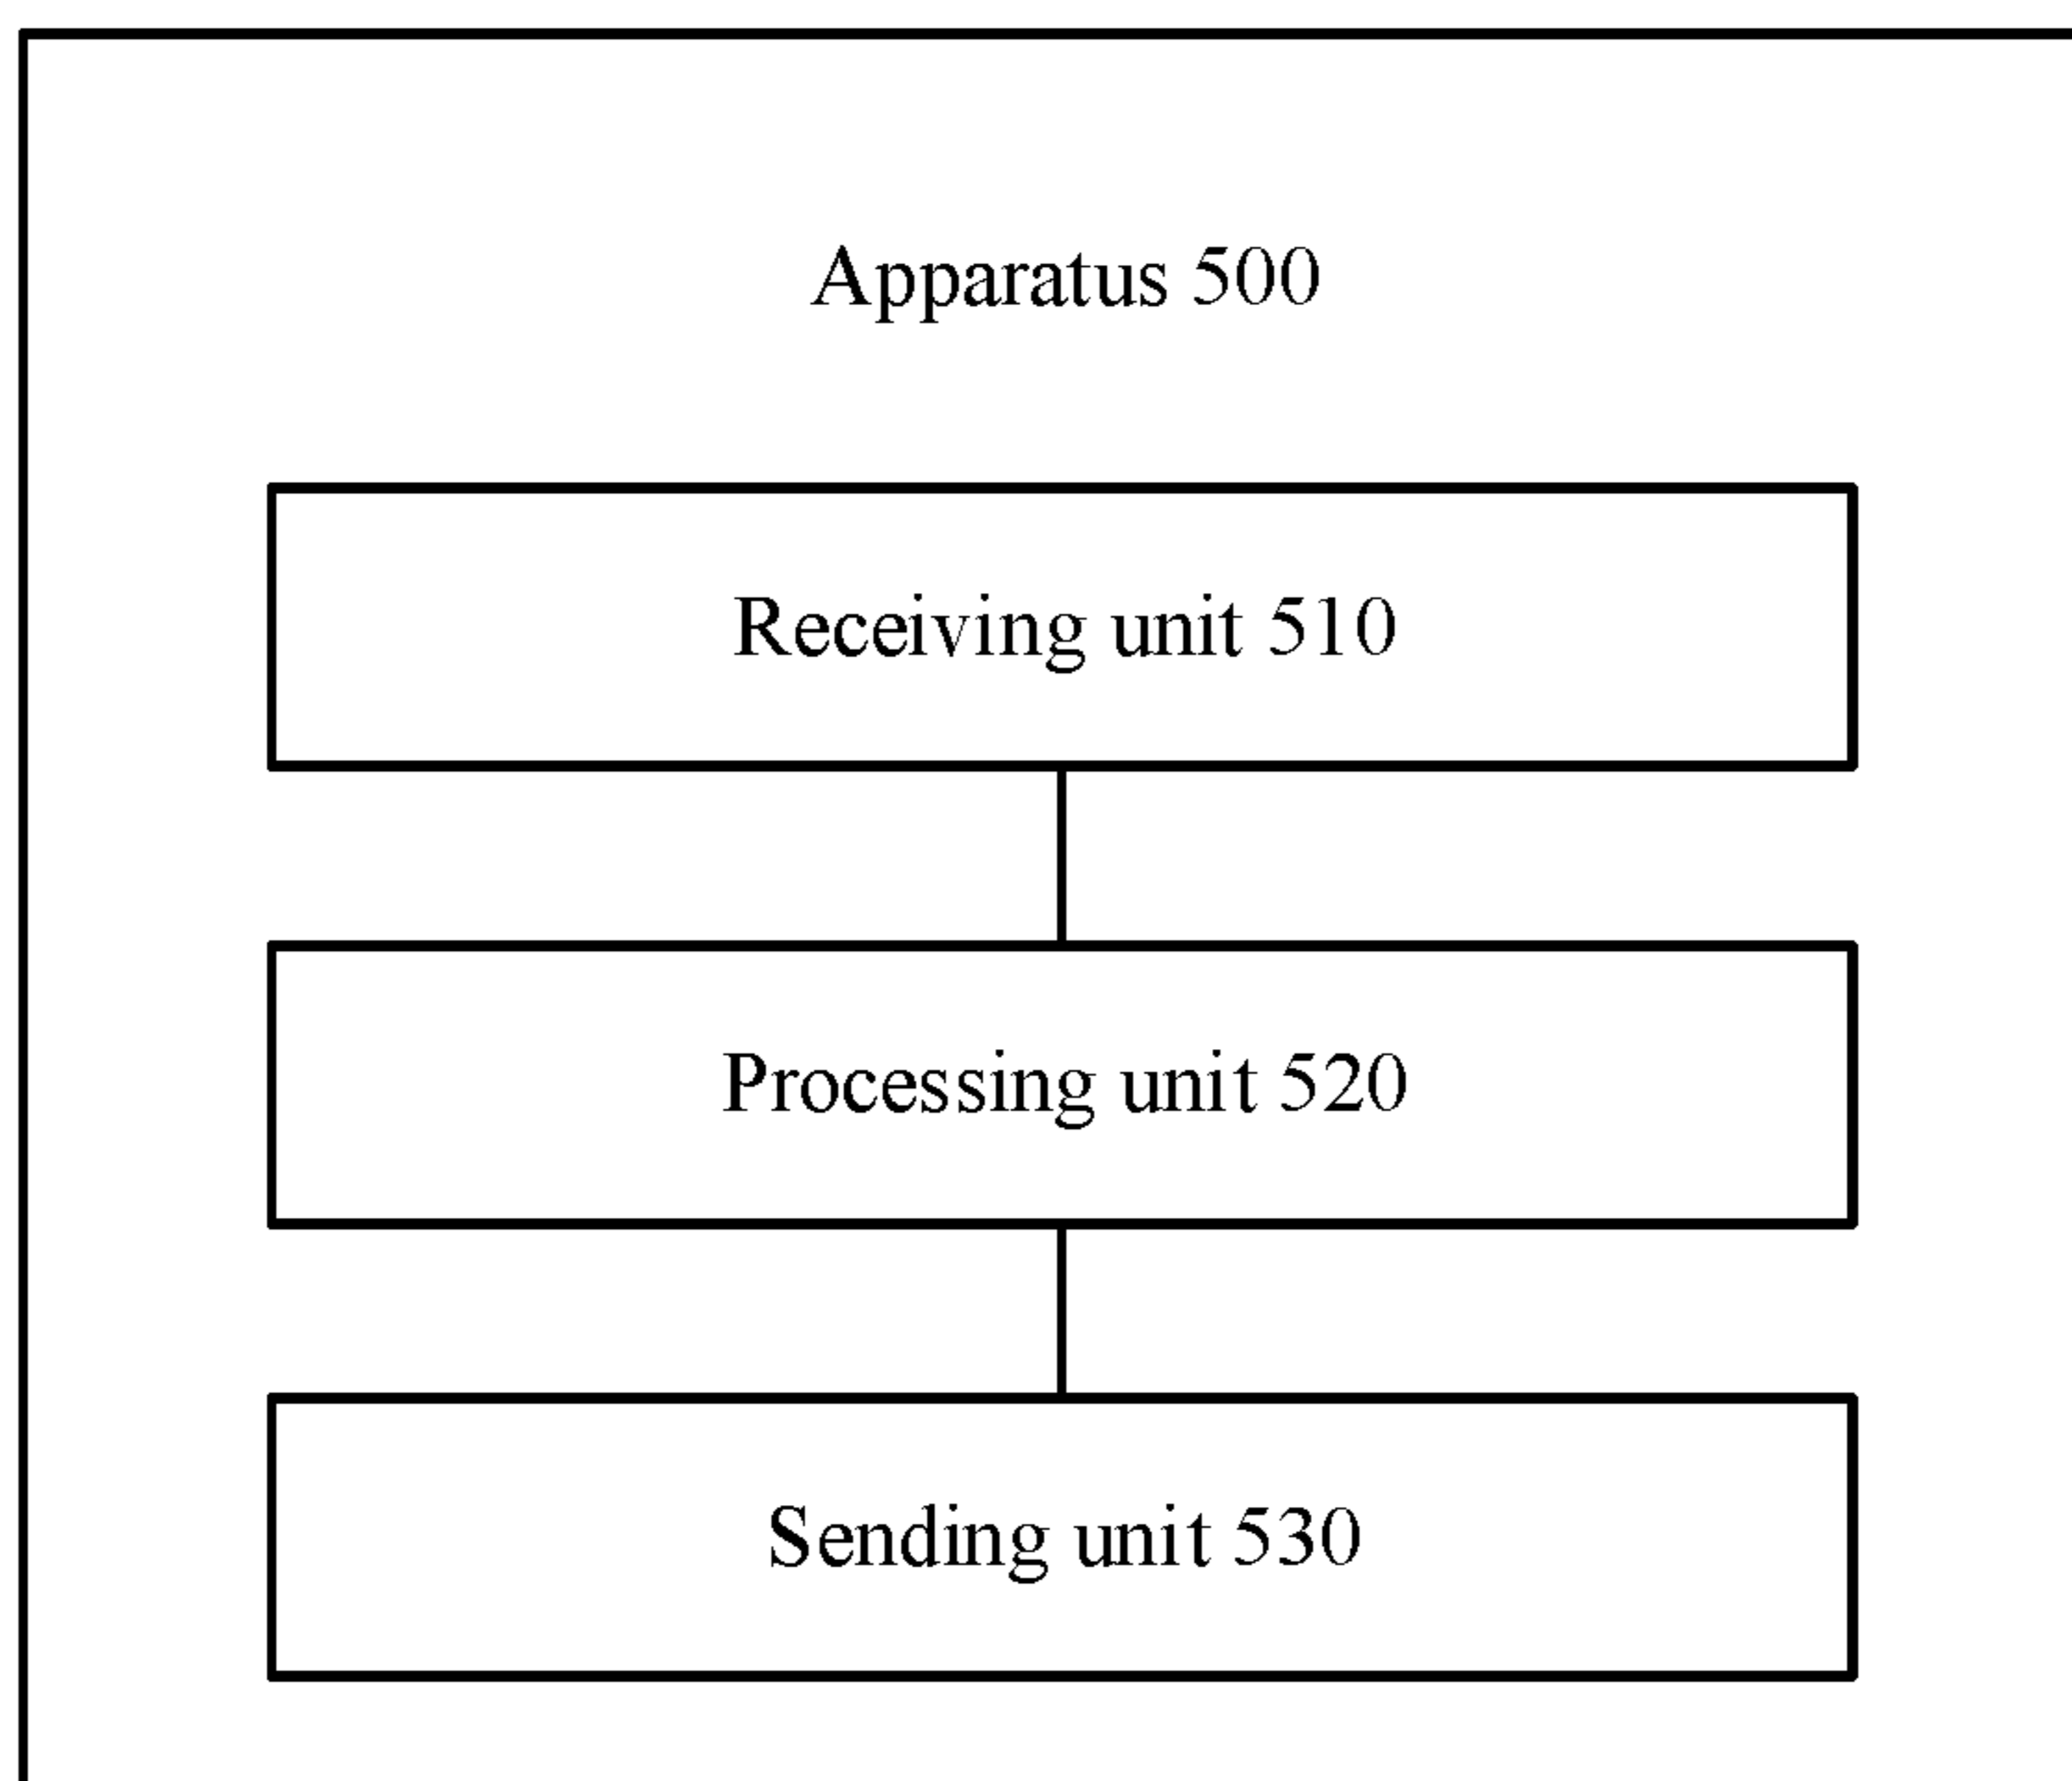 Apparatus 500
Receiving unit 510
Processing unit 520
Sending unit 530